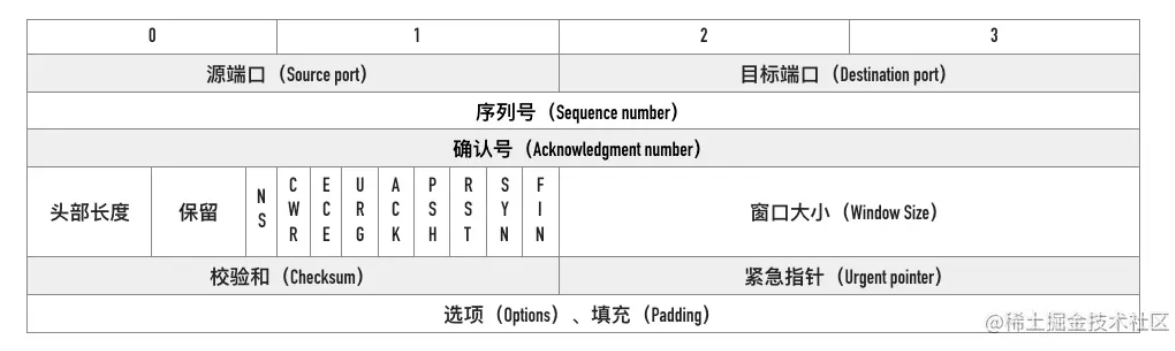 0 1 2 3
源端口（Source port） 目标端口（Destination port）
序列号（Sequence number）
确认号（Acknowledgment number）
头部长度 保留 NS CWR ECE URG ACK PSH RST SYN FIN 窗口大小（Window Size）
校验和（Checksum） 紧急指针（Urgent pointer）
选项（Options）、填充（Padding）
@稀土掘金技术社区